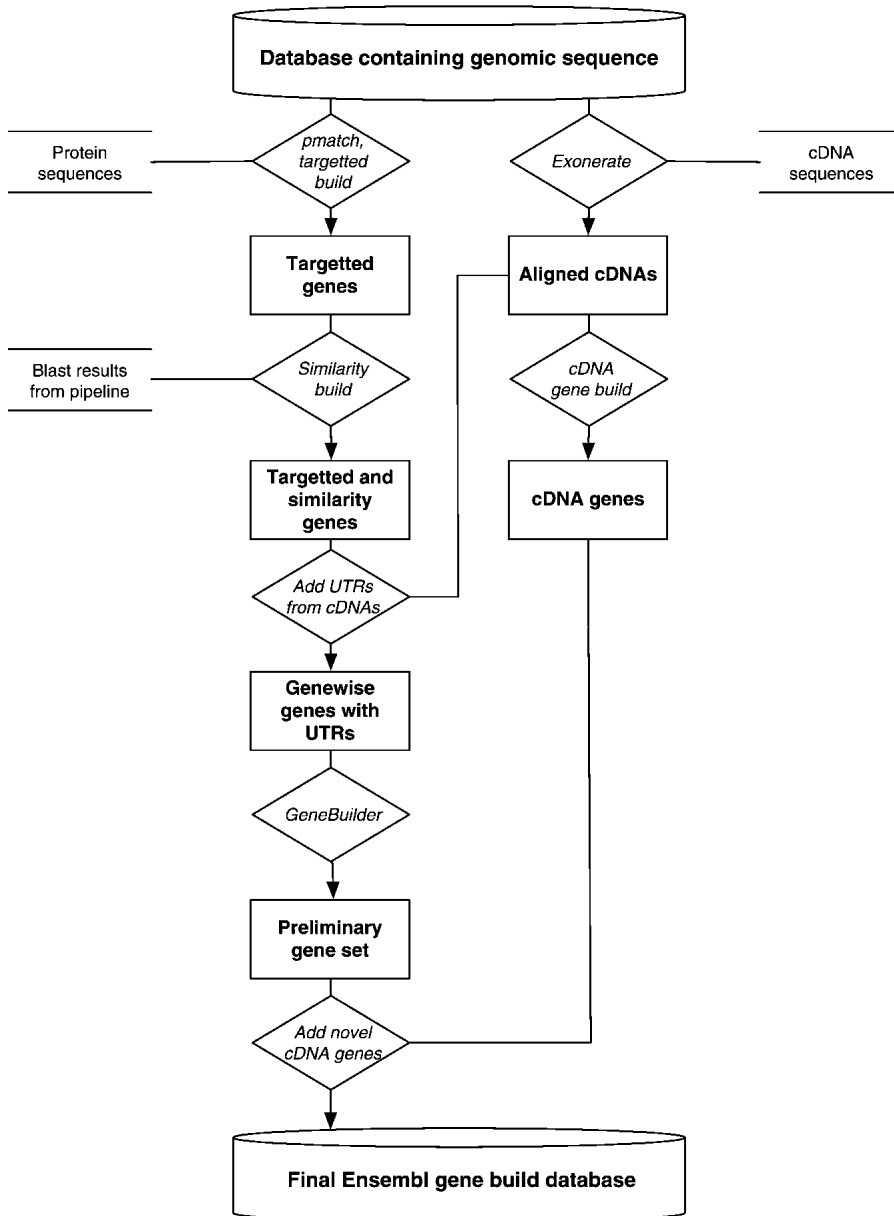 Database containing genomic sequence
Protein
sequences
pmatch,
targetted
build
Exonerate
cDNA
sequences
Targetted
genes
Aligned cDNAs
Blast results
from pipeline
Similarity
build
cDNA
gene build
Targetted and
similarity
genes
cDNA genes
Add UTRs
from cDNAs
Genewise
genes with
UTRs
GeneBuilder
Preliminary
gene set
Add novel
cDNA genes
Final Ensembl gene build database